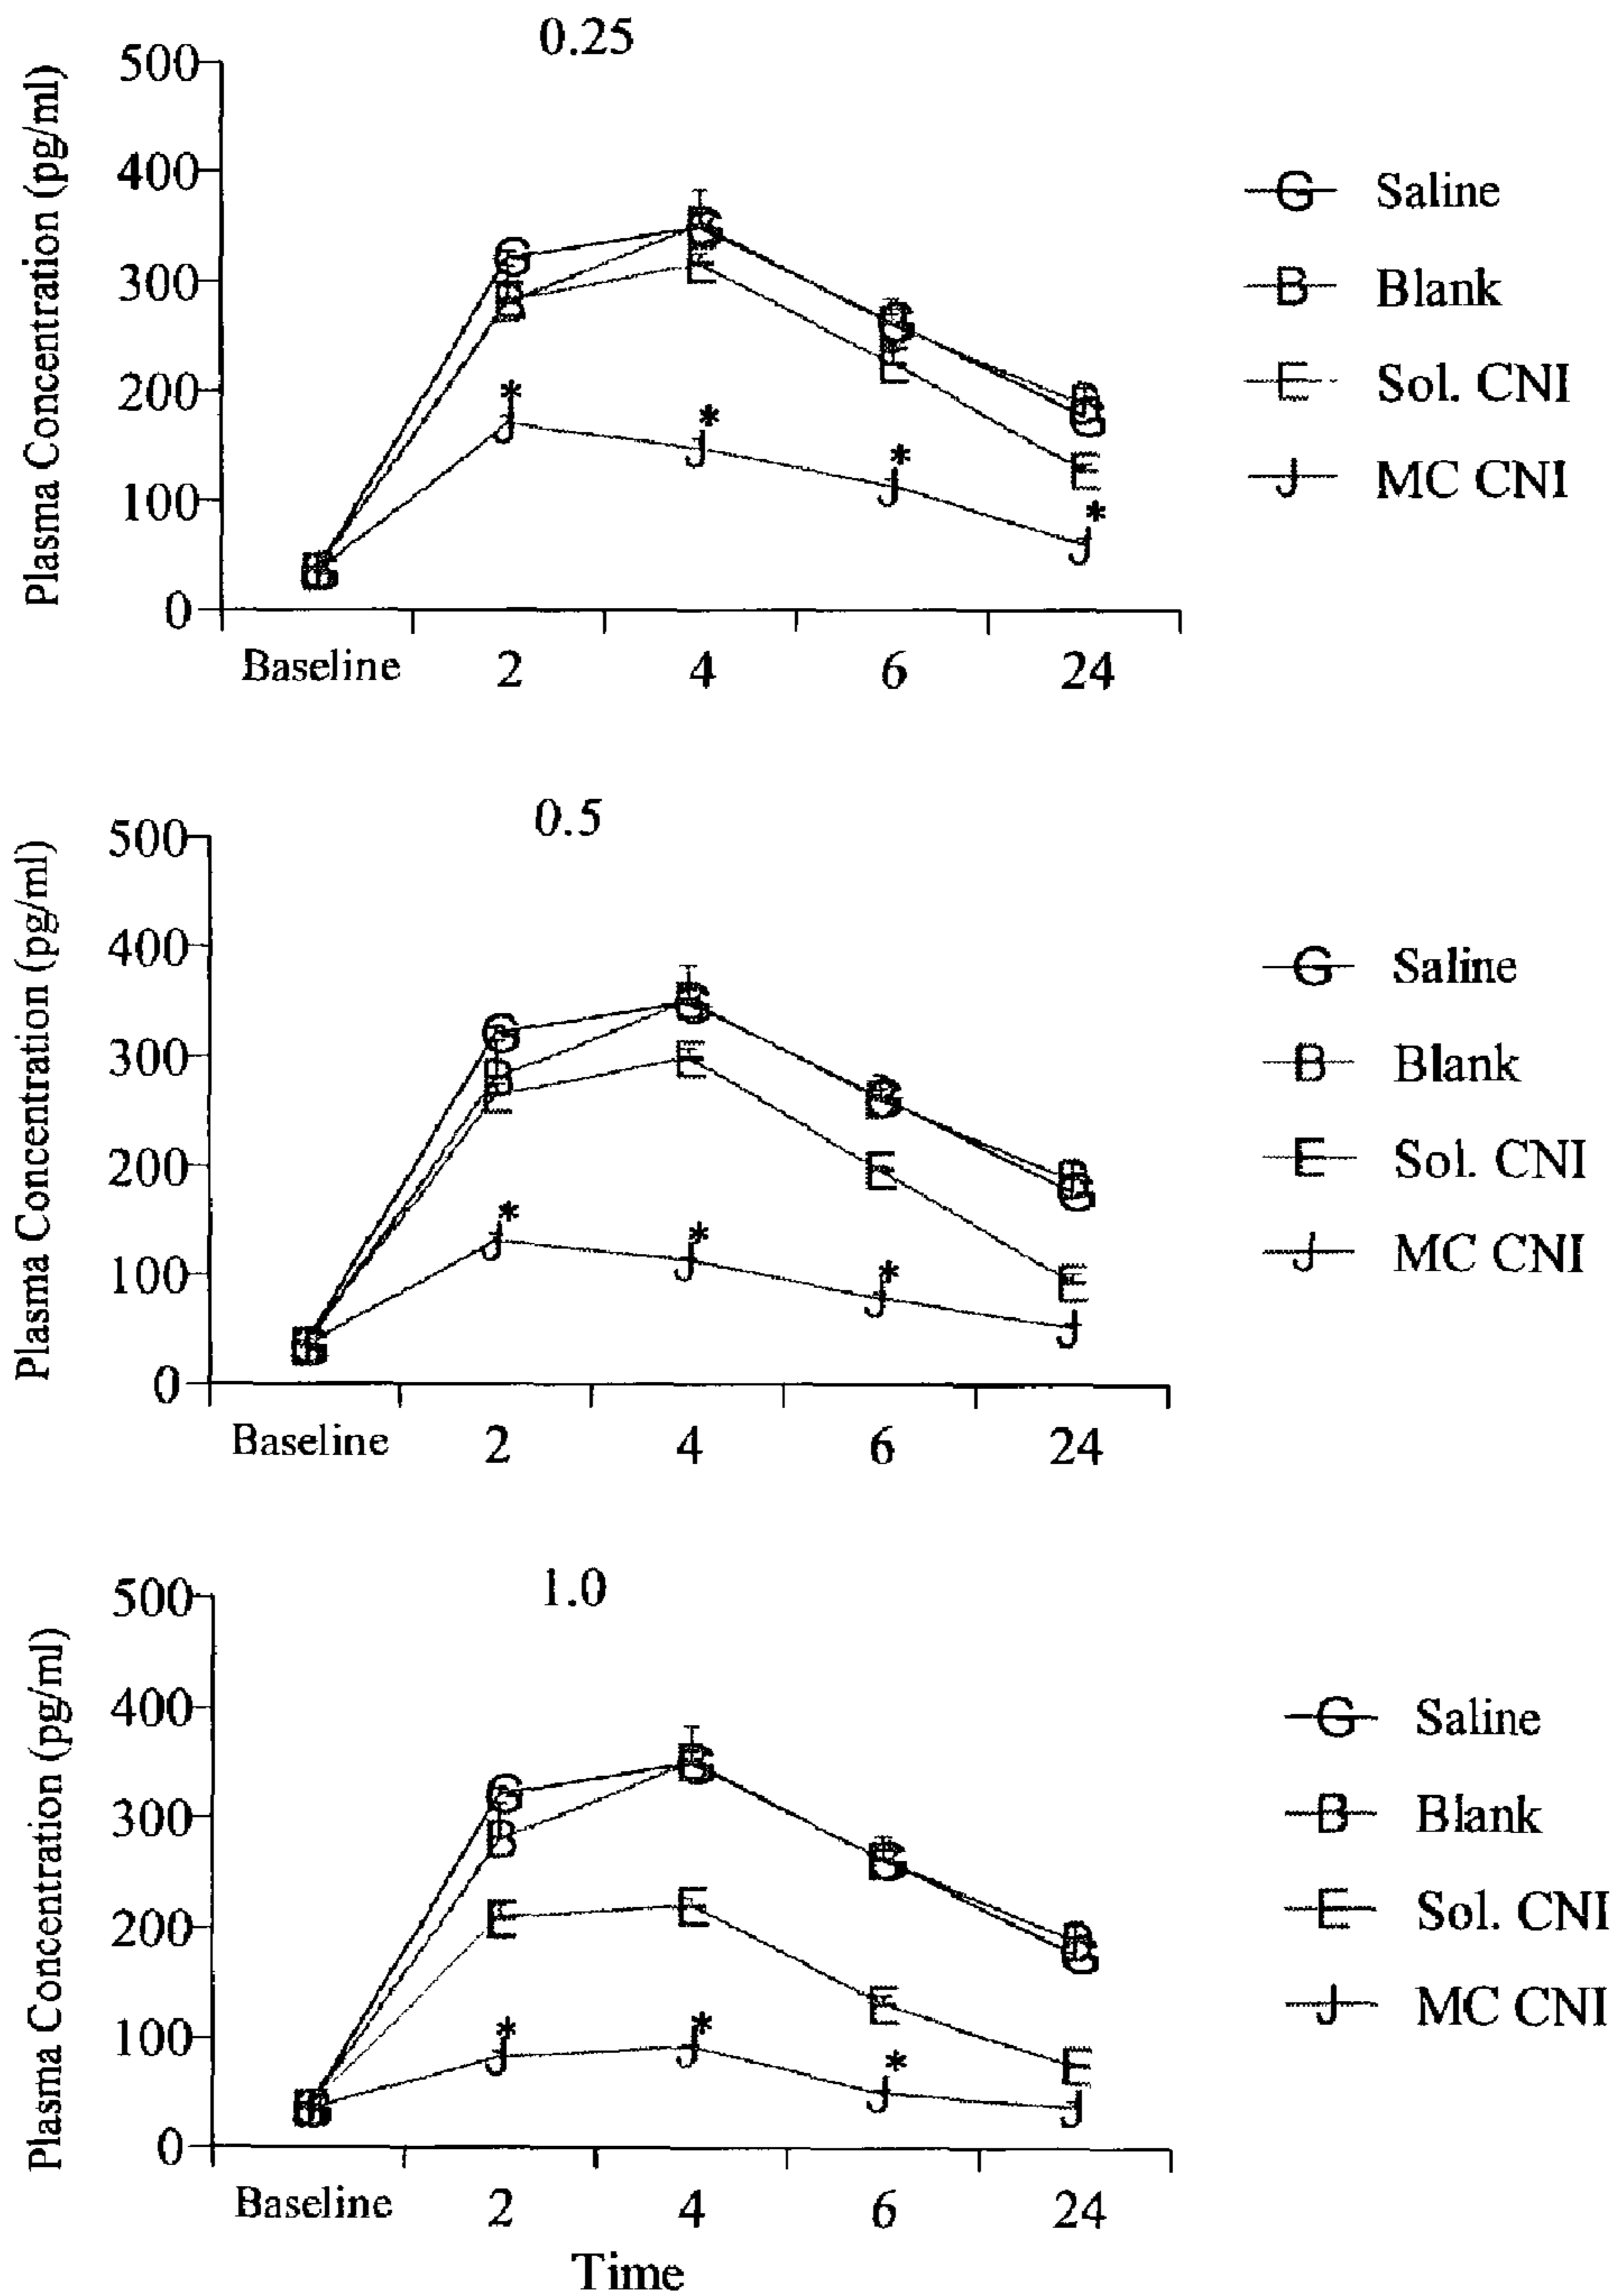 0.25
Plasma Concentration (pg/ml)
500
400
300
200
100
0
Baseline 2 4 6 24
G Saline
B Blank
E Sol. CNI
J MC CNI
0.5
Plasma Concentration (pg/ml)
500
400
300
200
100
0
Baseline 2 4 6 24
G Saline
B Blank
E Sol. CNI
J MC CNI
1.0
Plasma Concentration (pg/ml)
500
400
300
200
100
0
Baseline 2 4 6 24
Time
G Saline
B Blank
E Sol. CNI
J MC CNI